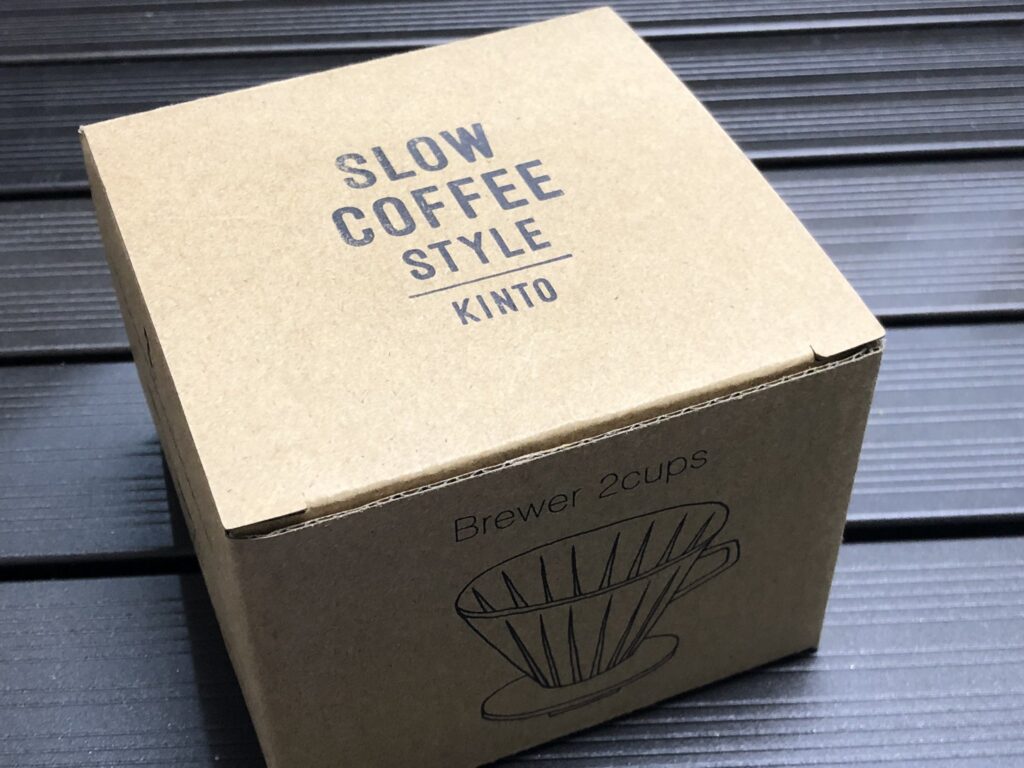 SLOW
COFFEE
STYLE
KINTO
Brewer 2cups